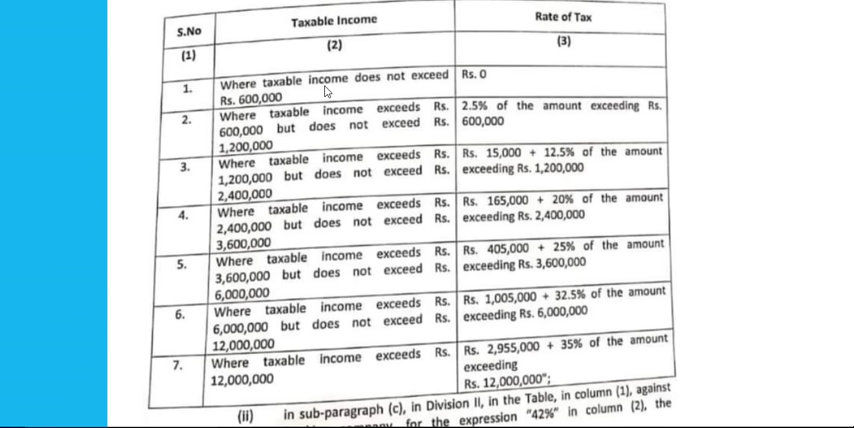 S.No
Taxable Income
Rate of Tax
(1)
(2)
(3)
1.
Where taxable income does not exceed
Rs. 600,000
Rs. 0
2.
Where taxable income exceeds Rs.
600,000 but does not exceed Rs.
1,200,000
2.5% of the amount exceeding Rs.
600,000
3.
Where taxable income exceeds Rs.
1,200,000 but does not exceed Rs.
2,400,000
Rs. 15,000 + 12.5% of the amount
exceeding Rs. 1,200,000
4.
Where taxable income exceeds Rs.
2,400,000 but does not exceed Rs.
3,600,000
Rs. 165,000 + 20% of the amount
exceeding Rs. 2,400,000
5.
Where taxable income exceeds Rs.
3,600,000 but does not exceed Rs.
6,000,000
Rs. 405,000 + 25% of the amount
exceeding Rs. 3,600,000
6.
Where taxable income exceeds Rs.
6,000,000 but does not exceed Rs.
12,000,000
Rs. 1,005,000 + 32.5% of the amount
exceeding Rs. 6,000,000
7.
Where taxable income exceeds Rs.
12,000,000
Rs. 2,955,000 + 35% of the amount
exceeding
Rs. 12,000,000";
(ii) in sub-paragraph (c), in Division II, in the Table, in column (1), against
for the expression "42%" in column (2), the